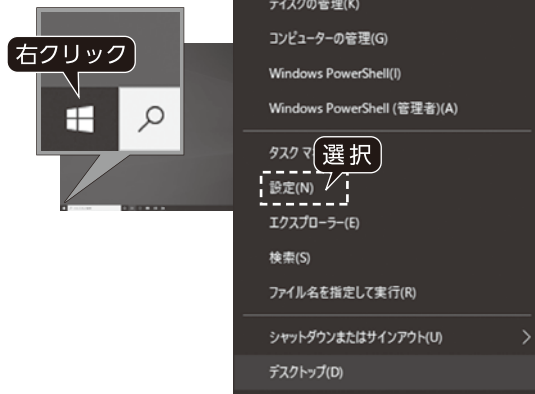 右クリック
ディスクの管理(K)
コンピューターの管理(G)
Windows PowerShell(I)
Windows PowerShell (管理者)(A)
タスク マ
選択
設定(N)
エクスプローラー(E)
検索(S)
ファイル名を指定して実行(R)
シャットダウンまたはサインアウト(U)
デスクトップ(D)